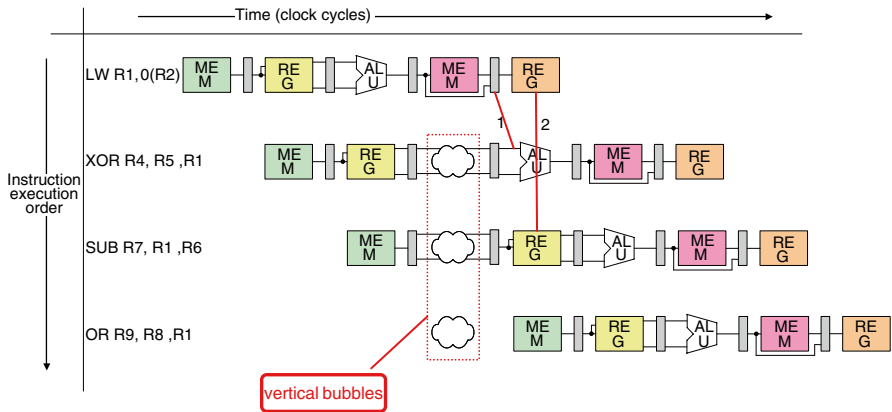 Time (clock cycles)
LW R1,0(R2)
ME
M
RE
G
AL
U
ME
M
RE
G
1
2
XOR R4, R5 ,R1
ME
M
RE
G
AL
U
ME
M
RE
G
Instruction
execution
order
SUB R7, R1 ,R6
ME
M
RE
G
AL
U
ME
M
RE
G
OR R9, R8 ,R1
ME
M
RE
G
AL
U
ME
M
RE
G
vertical bubbles